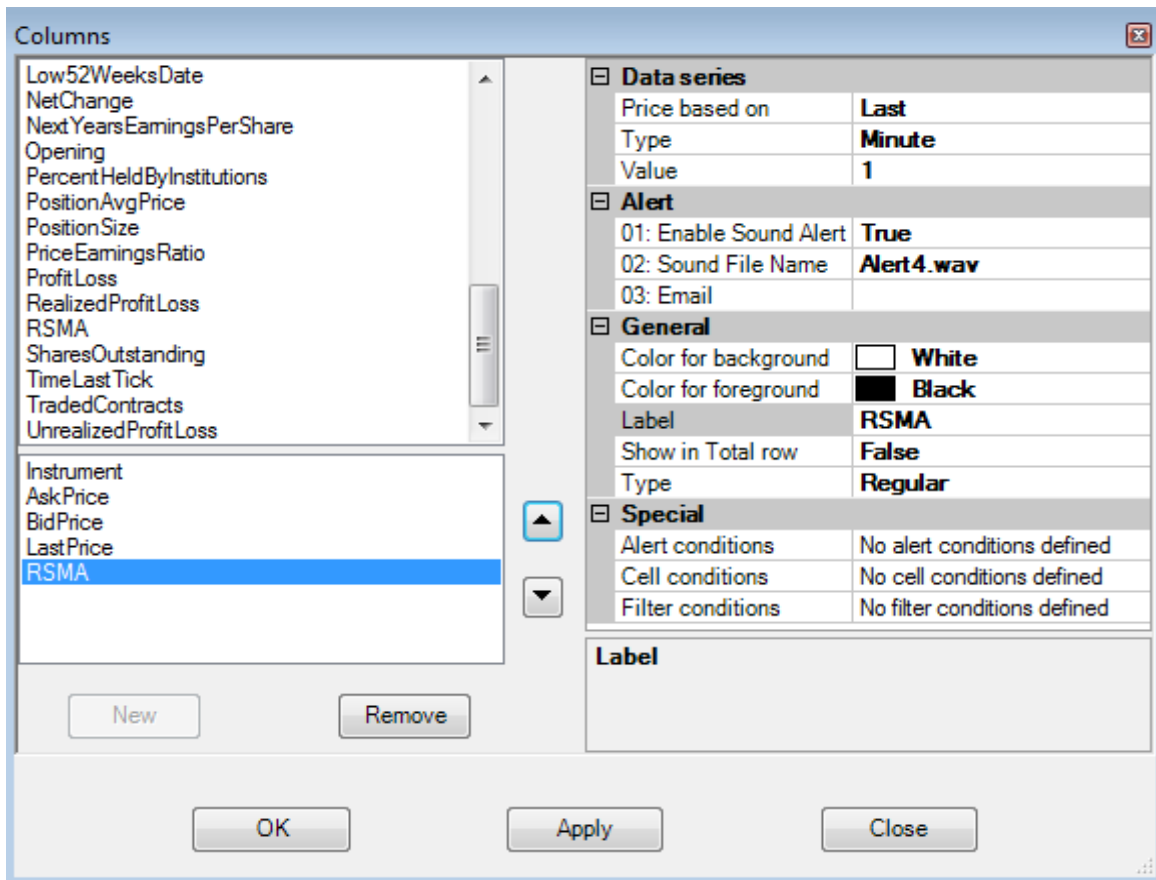 Columns
Low52WeeksDate
NetChange
NextYearsEarningsPerShare
Opening
PercentHeldByInstitutions
PositionAvgPrice
PositionSize
PriceEarningsRatio
ProfitLoss
RealizedProfitLoss
RSMA
SharesOutstanding
TimeLastTick
TradedContracts
UnrealizedProfitLoss
Instrument
AskPrice
BidPrice
LastPrice
RSMA
New
Remove
Data series
Price based on Last
Type Minute
Value 1
Alert
01: Enable Sound Alert True
02: Sound File Name Alert4.wav
03: Email
General
Color for background White
Color for foreground Black
Label RSMA
Show in Total row False
Type Regular
Special
Alert conditions No alert conditions defined
Cell conditions No cell conditions defined
Filter conditions No filter conditions defined
Label
OK
Apply
Close